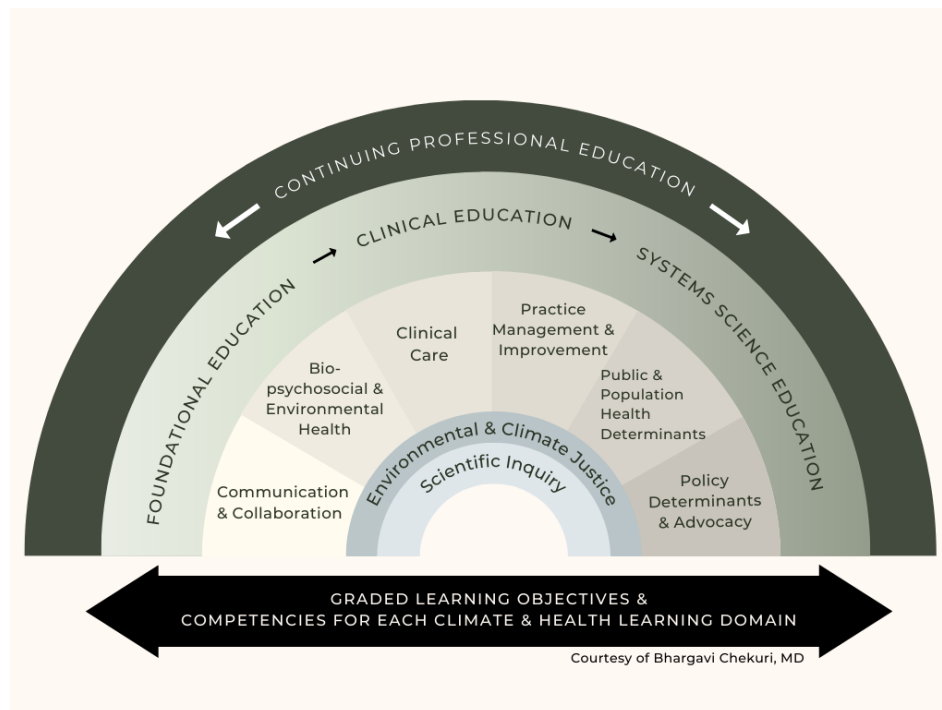 CONTINUING PROFESSIONAL EDUCATION
FOUNDATIONAL EDUCATION
CLINICAL EDUCATION
SYSTEMS SCIENCE EDUCATION
Communication
& Collaboration
Bio-
psychosocial &
Environmental
Health
Clinical
Care
Practice
Management &
Improvement
Public &
Population
Health
Determinants
Policy
Determinants
& Advocacy
Environmental & Climate Justice
Scientific Inquiry
GRADED LEARNING OBJECTIVES &
COMPETENCIES FOR EACH CLIMATE & HEALTH LEARNING DOMAIN
Courtesy of Bhargavi Chekuri, MD